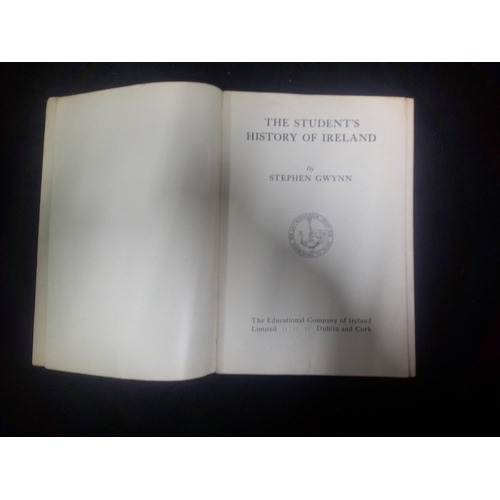 THE STUDENT'S
HISTORY OF IRELAND
By
STEPHEN GWYNN
The Educational Company of Ireland
Limited :: :: :: Dublin and Cork